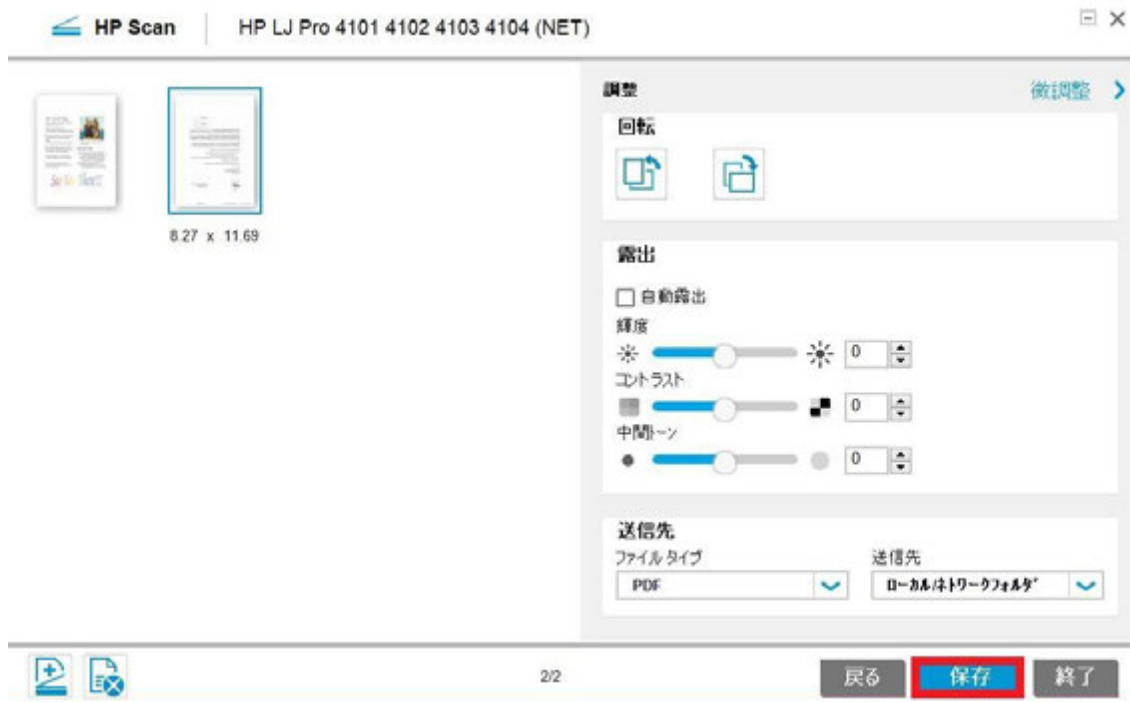 HP Scan
HP LJ Pro 4101 4102 4103 4104 (NET)
調整
微調整
回転
8.27 x 11.69
露出
自動露出
輝度
0
コントラスト
0
中間トーン
0
送信先
ファイル タイプ
送信先
PDF
ローカル/ネットワークフォルダ
2/2
戻る
保存
終了